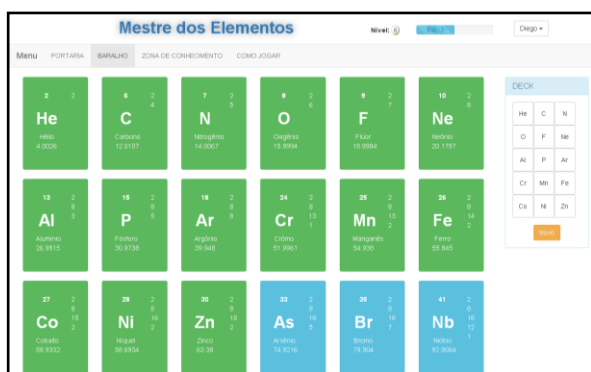 Mestre dos Elementos
Nível: 6
Diego
Menu PORTARIA BARALHO ZONA DE CONHECIMENTO COMO JOGAR
2 2
He
Hélio
4.0026
6 2
4
C
Carbono
12.0107
7 2
5
N
Nitrogênio
14.0067
8 2
6
O
Oxigênio
15.9994
9 2
7
F
Flúor
18.9984
10 2
8
Ne
Neônio
20.1797
13 2
8
Al 3
Alumínio
26.9815
15 2
8
P 5
Fósforo
30.9738
18 2
8
Ar 8
Argônio
39.948
24 2
8
Cr 13
1
Crômo
51.9961
25 2
8
Mn 13
2
Manganês
54.938
26 2
8
Fe 14
2
Ferro
55.845
27 2
8
Co 15
2
Cobalto
58.9332
28 2
8
Ni 16
2
Níquel
58.6934
30 2
8
Zn 18
2
Zinco
63.38
33 2
8
As 18
5
Arsênio
74.9216
35 2
8
Br 18
7
Bromo
79.904
41 2
8
Nb 18
12
1
Nióbio
92.9064
DECK
He C N
O F Ne
Al P Ar
Cr Mn Fe
Co Ni Zn
Novo